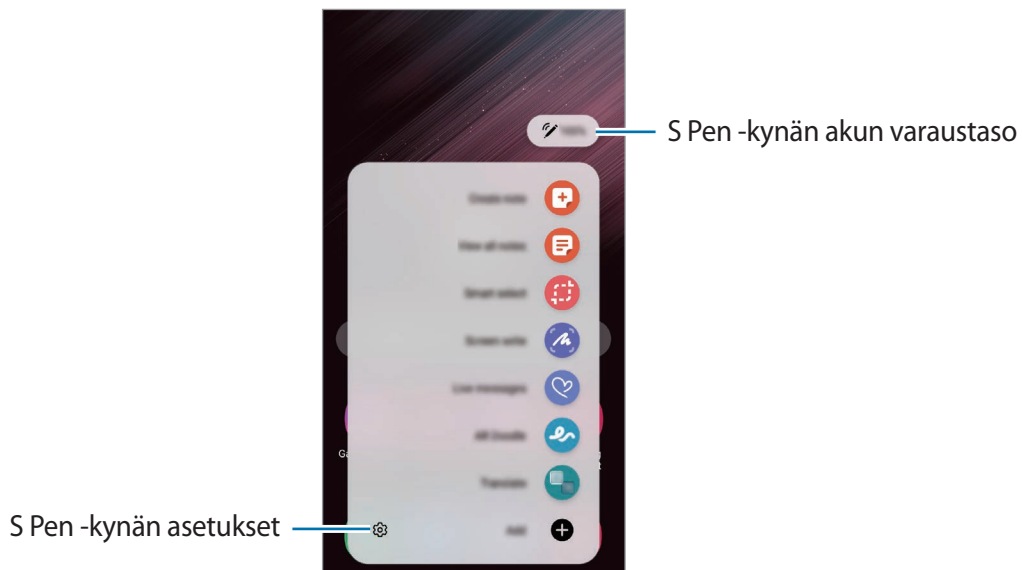 S Pen -kynän akun varaustaso
Create note
View all notes
Smart select
Screen write
Live messages
AR Doodle
Translate
Ga
S Pen -kynän asetukset
Add